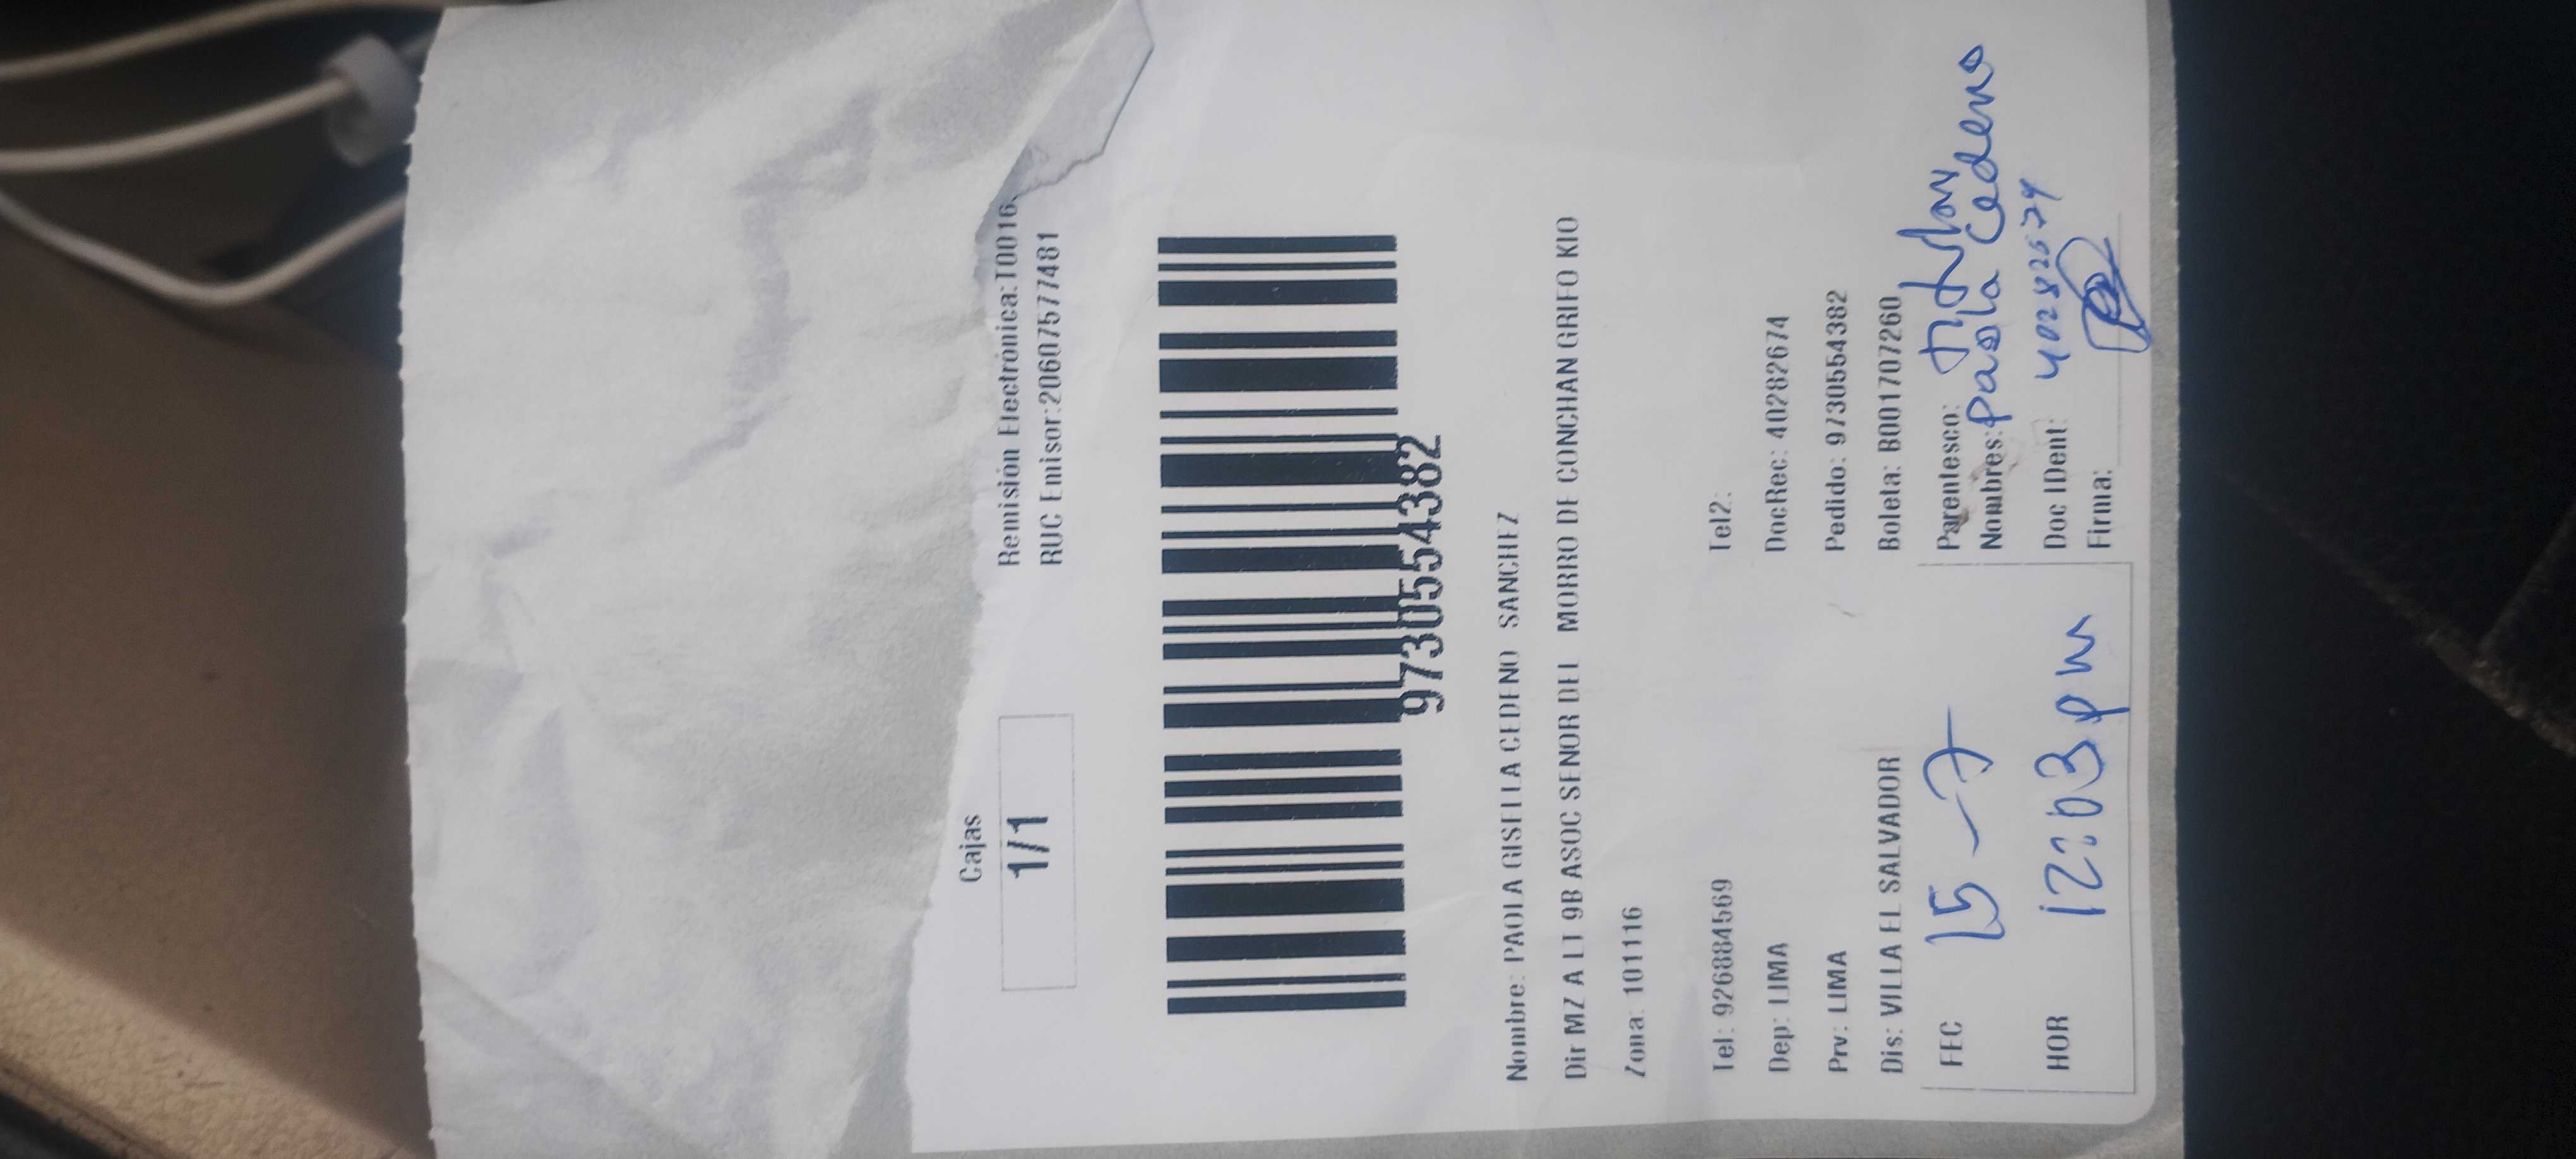 Cajas
1/1
Remisión Electrónica:T0016
RUC Emisor:20607577481
9730554382
Nombre: PAOLA GISELLA CEDENO SANCHEZ
Dir MZ A LT 9B ASOC SENOR DEL MORRO DE CONCHAN GRIFO KIO
Zona: 101116
Tel: 926884569 Tel2:
Dep: LIMA DocRec: 40282674
Prv: LIMA Pedido: 9730554382
Dis: VILLA EL SALVADOR Boleta: B001707260
FEC 15-7
Parentesco: Titular
Nombres: Paola Cedeno
HOR 12:03 pm
Doc IDent: 40282674
Firma: